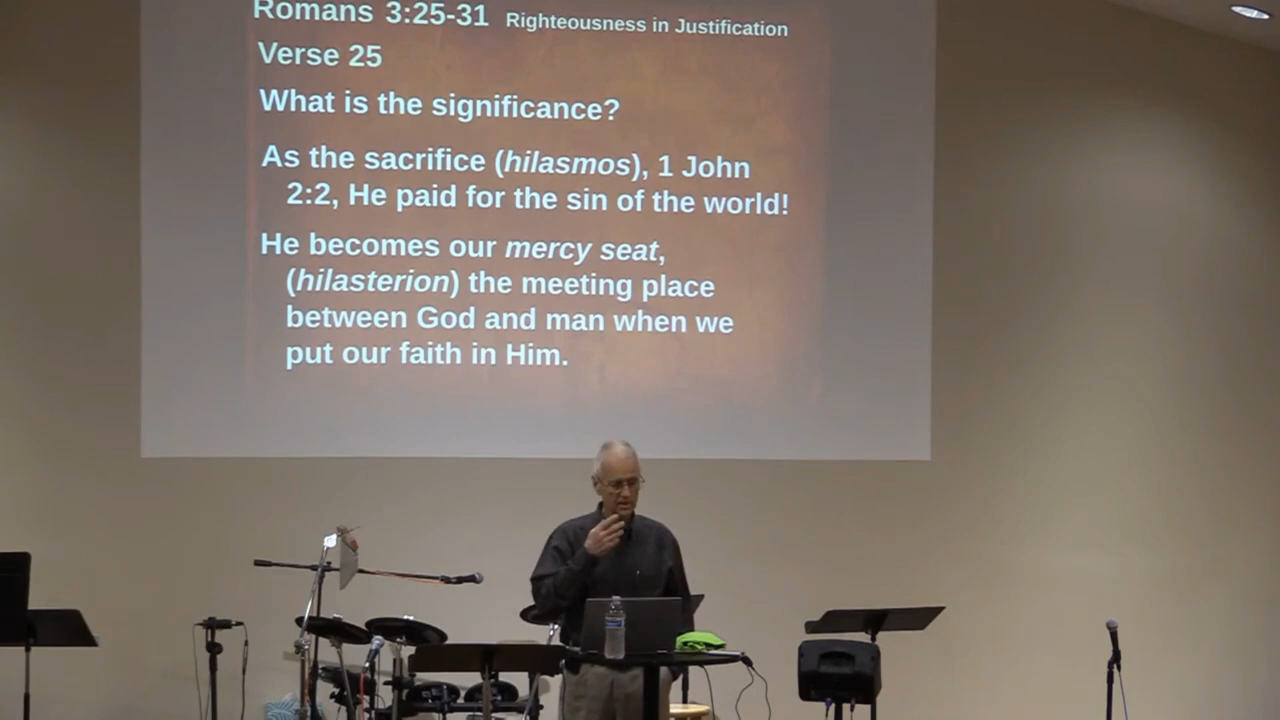 Romans 3:25-31 Righteousness in Justification
Verse 25
What is the significance?
As the sacrifice (hilasmos), 1 John
2:2, He paid for the sin of the world!
He becomes our mercy seat,
(hilasterion) the meeting place
between God and man when we
put our faith in Him.